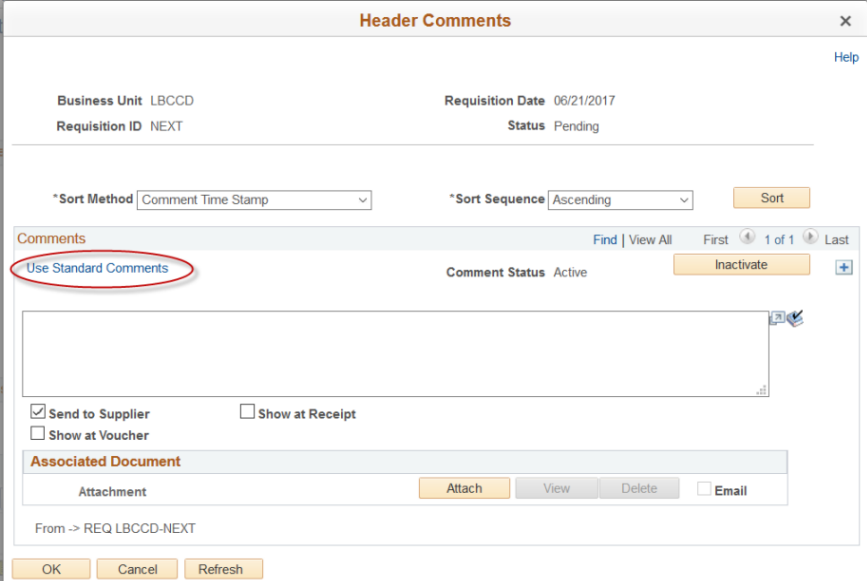 Header Comments
Help
Business Unit LBCCD Requisition Date 06/21/2017
Requisition ID NEXT Status Pending
*Sort Method Comment Time Stamp *Sort Sequence Ascending Sort
Comments Find | View All First 1 of 1 Last
Use Standard Comments Comment Status Active Inactivate
Send to Supplier Show at Receipt
Show at Voucher
Associated Document
Attachment Attach View Delete Email
From -> REQ LBCCD-NEXT
OK Cancel Refresh